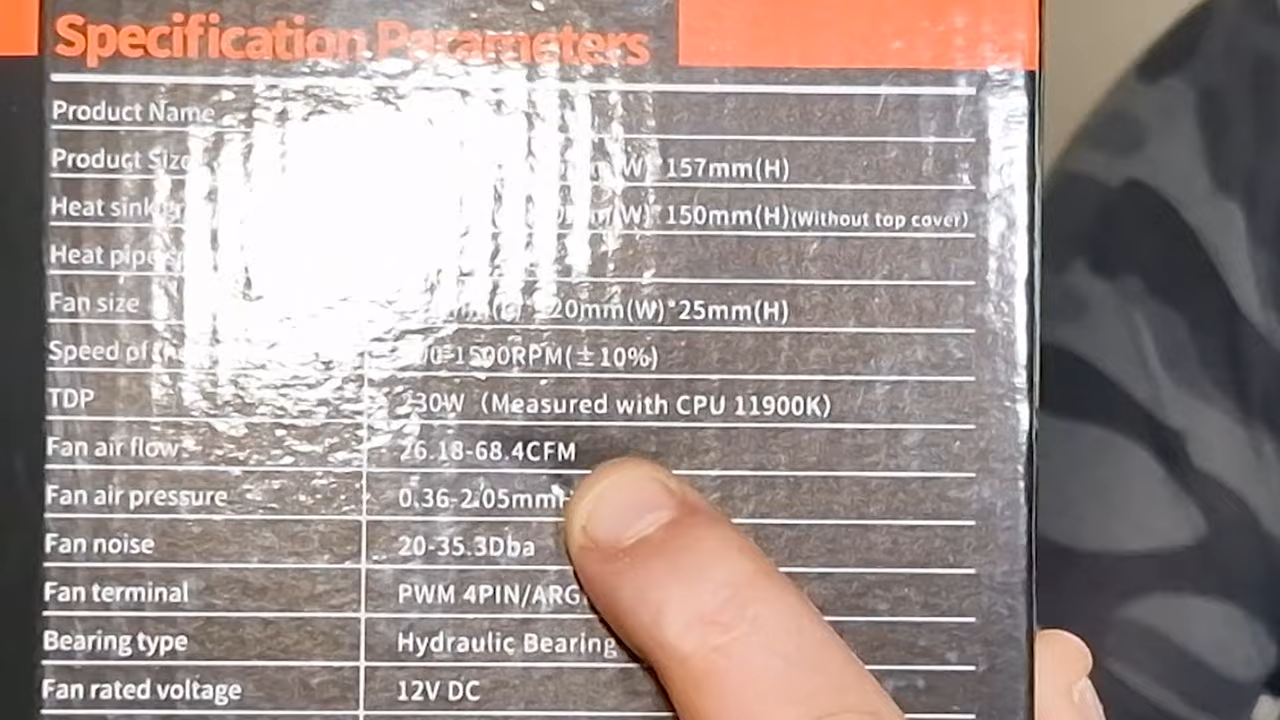 Specification Parameters
Product Name
Product Size 157mm(H)
Heat sink 150mm(H)(Without top cover)
Heat pipe
Fan size 20mm(W)*25mm(H)
Speed of the 1500RPM(±10%)
TDP 230W (Measured with CPU 11900K)
Fan air flow 26.18-68.4CFM
Fan air pressure 0.36-2.05mm
Fan noise 20-35.3Dba
Fan terminal PWM 4PIN/ARG
Bearing type Hydraulic Bearing
Fan rated voltage 12V DC